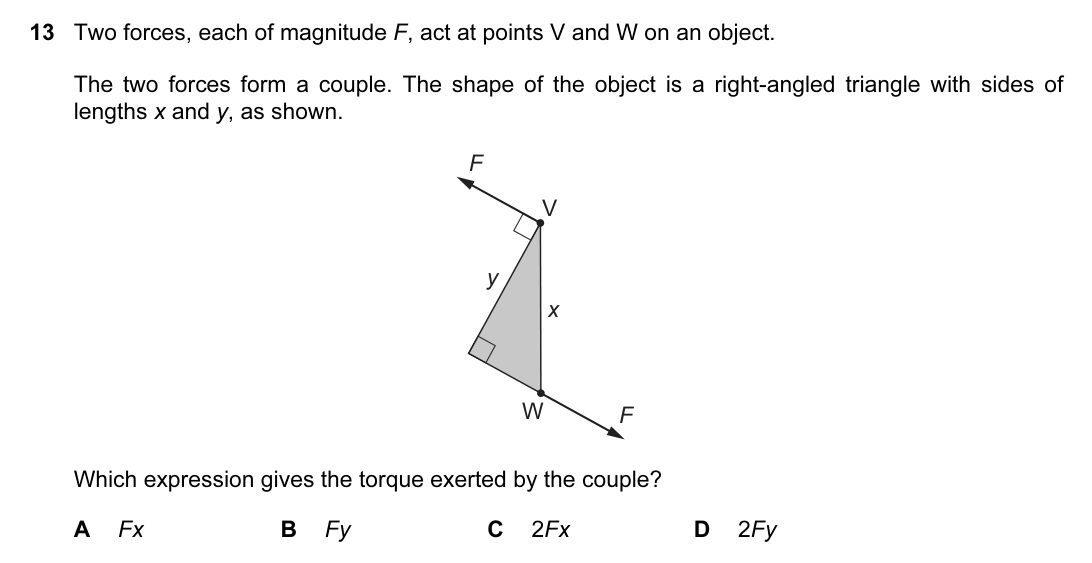 13 Two forces, each of magnitude F, act at points V and W on an object.
The two forces form a couple. The shape of the object is a right-angled triangle with sides of
lengths x and y, as shown.
F
V
y
x
W
F
Which expression gives the torque exerted by the couple?
A Fx B Fy C 2Fx D 2Fy